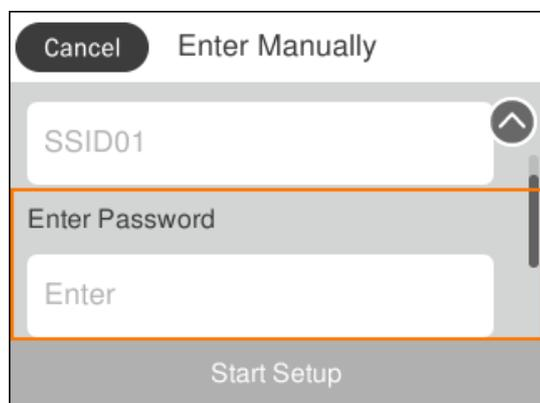 Cancel Enter Manually
SSID01
Enter Password
Enter
Start Setup